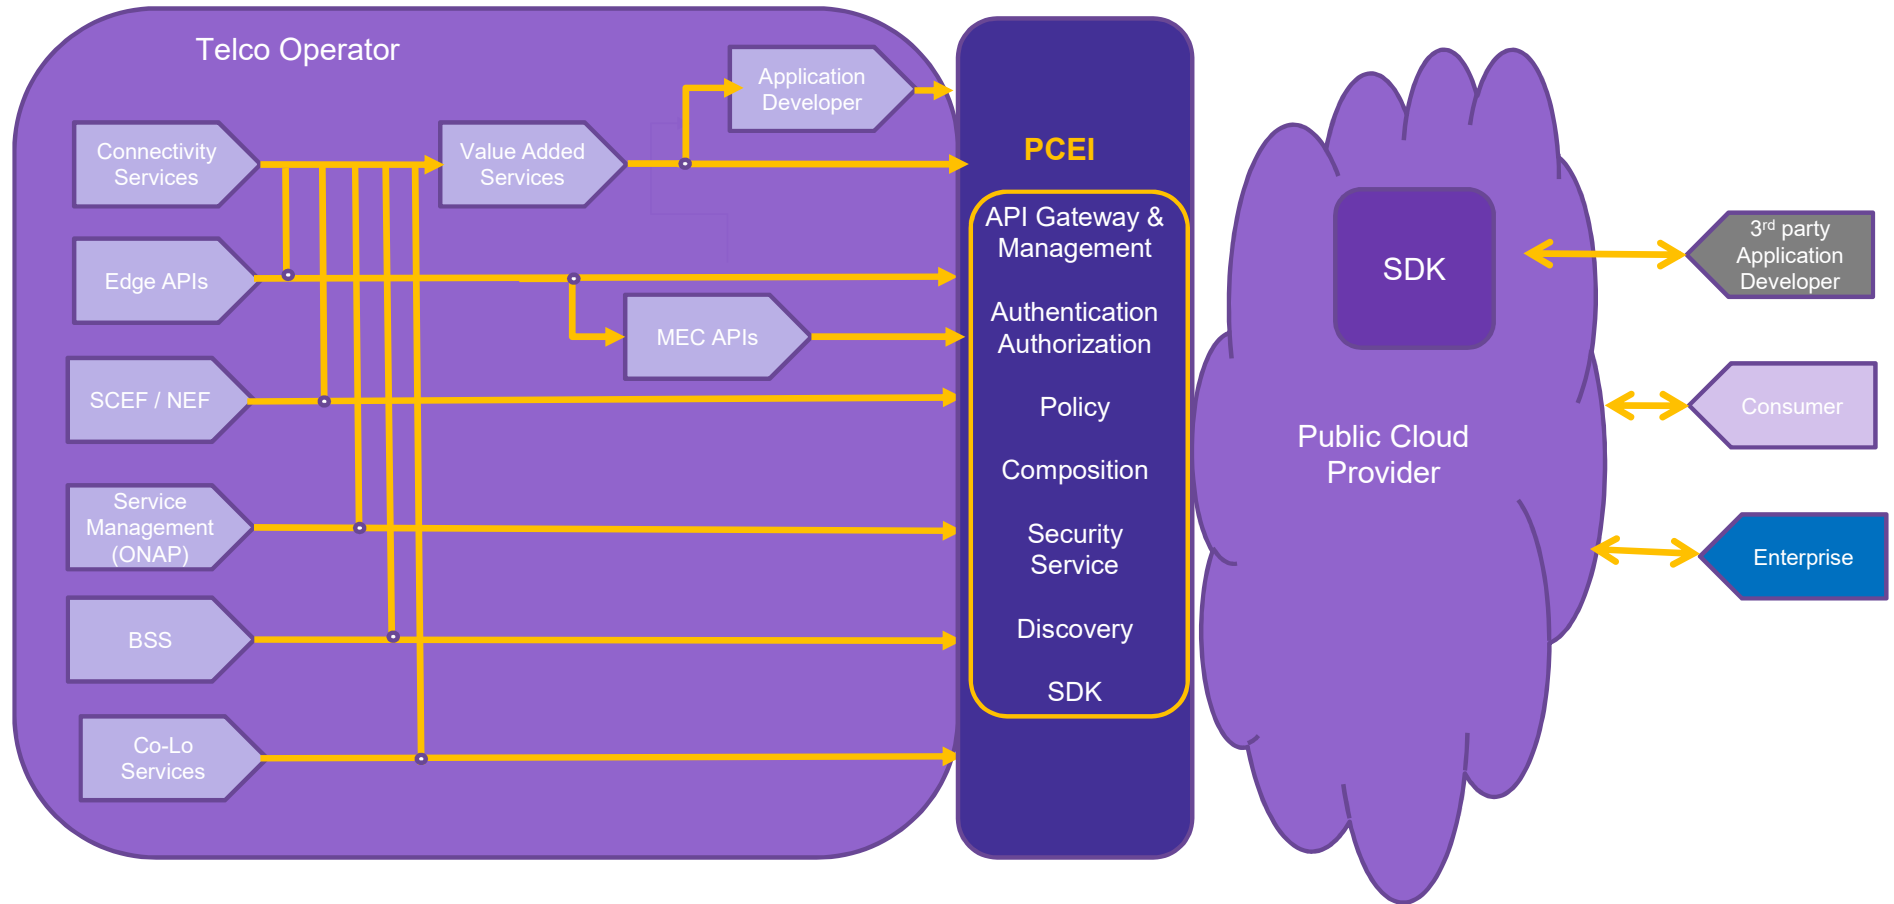 Telco Operator
Application
Developer
Connectivity
Services
Value Added
Services
Edge APIs
MEC APIs
SCEF / NEF
Service
Management
(ONAP)
BSS
Co-Lo
Services
PCEI
API Gateway &
Management
Authentication
Authorization
Policy
Composition
Security
Service
Discovery
SDK
SDK
Public Cloud
Provider
3rd party
Application
Developer
Consumer
Enterprise